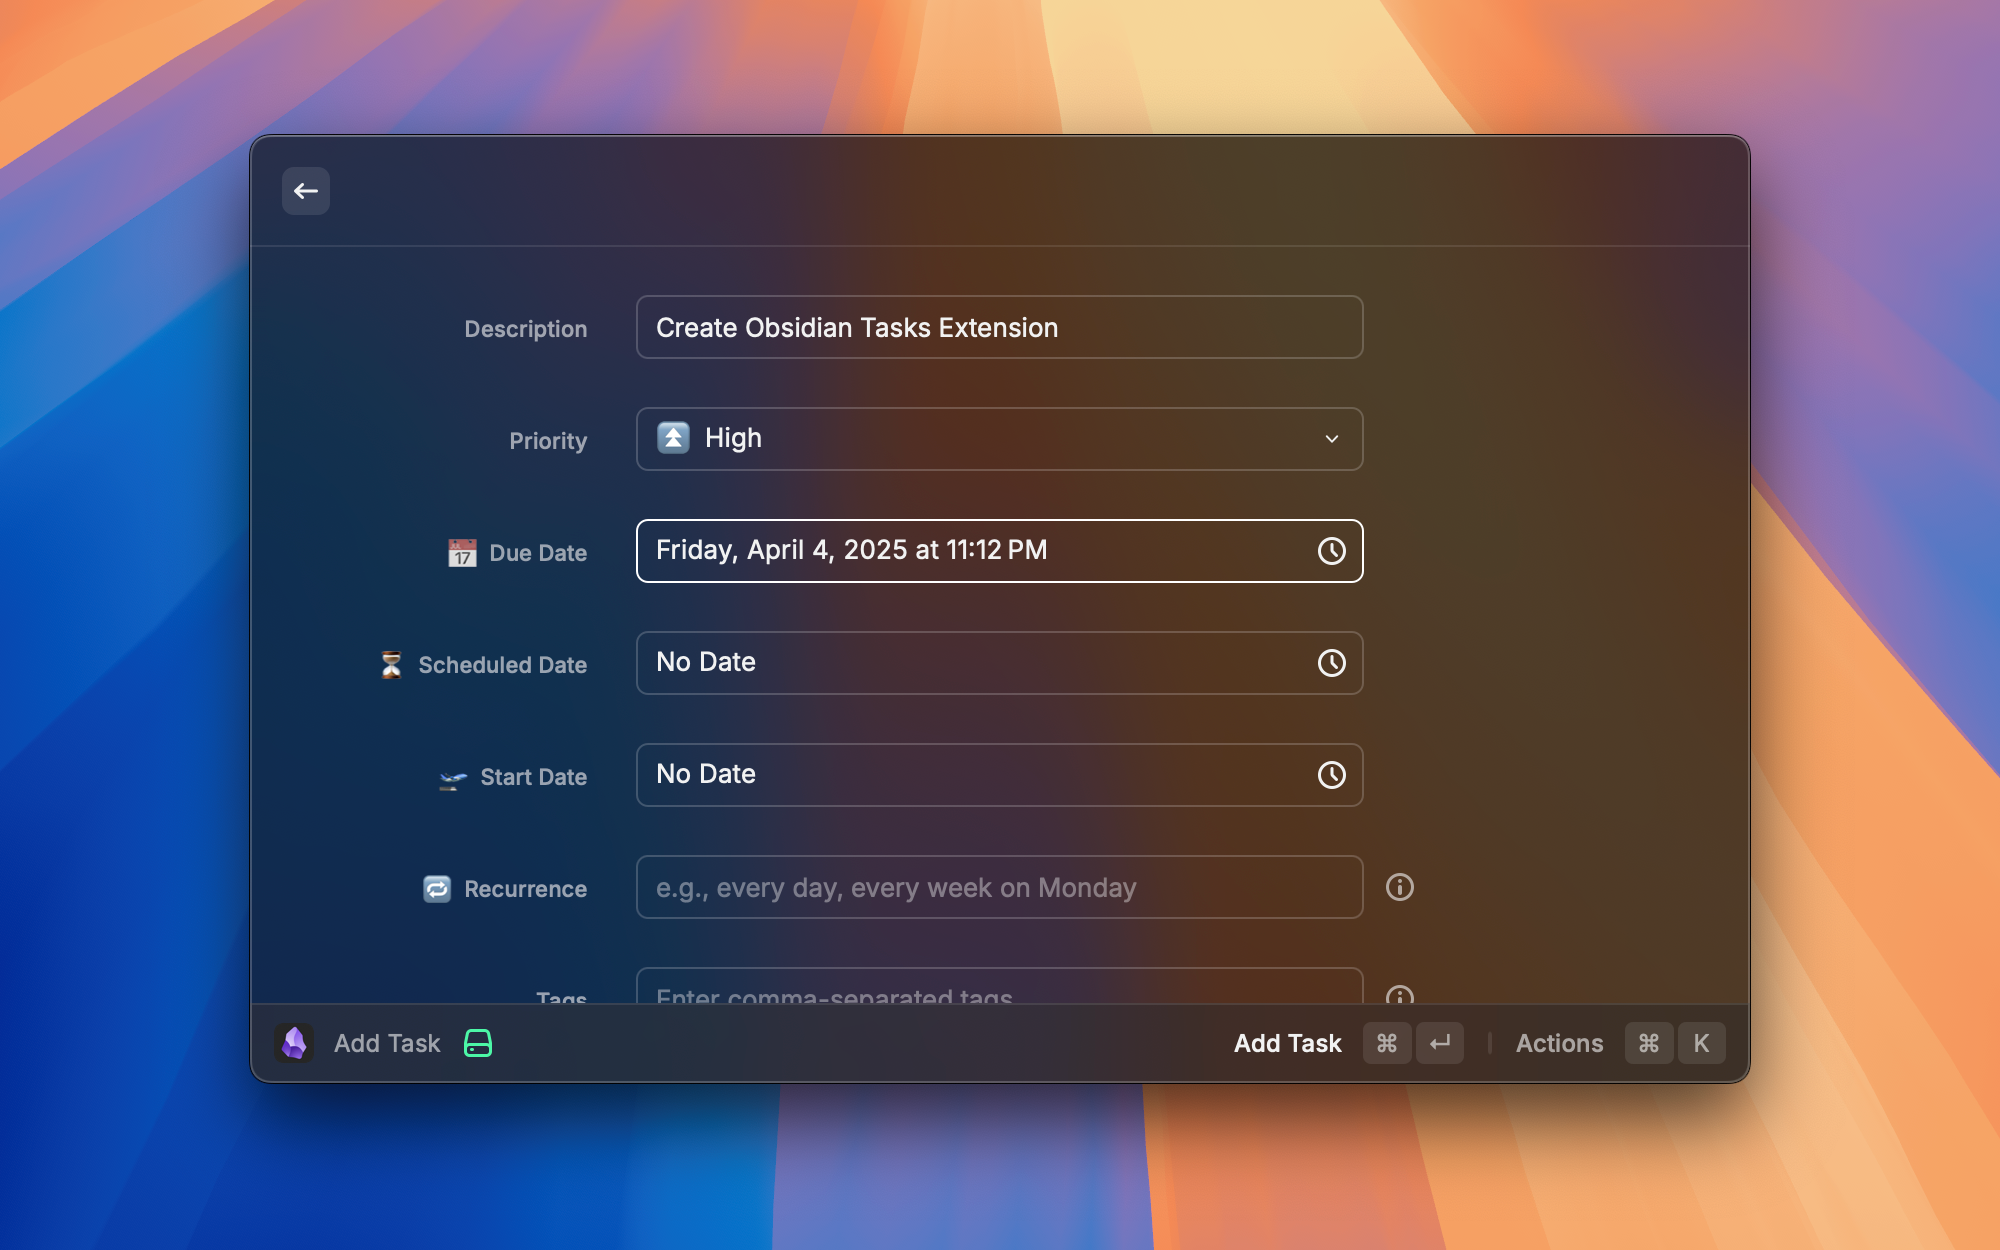 Description
Create Obsidian Tasks Extension
Priority
High
Due Date
Friday, April 4, 2025 at 11:12 PM
Scheduled Date
No Date
Start Date
No Date
Recurrence
e.g., every day, every week on Monday
Tags
Enter comma-separated tags
Add Task
Add Task ⌘ ↵
Actions ⌘ K